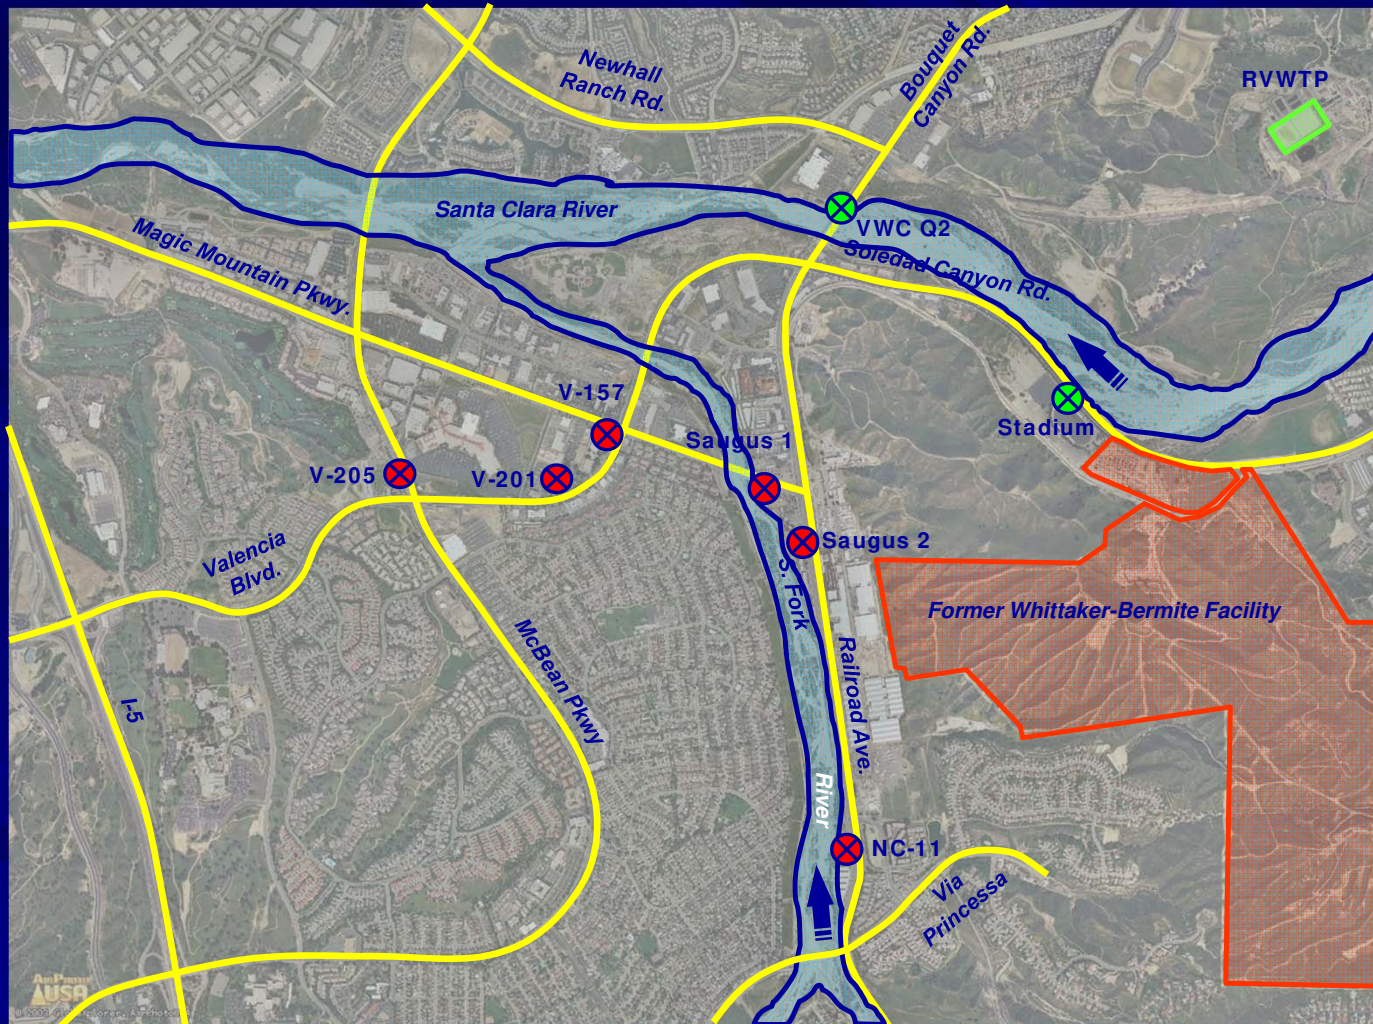 Newhall
Ranch Rd.
Bouquet
Canyon Rd.
RVWTP
Santa Clara River
VWC Q2
Magic Mountain Pkwy.
Soledad Canyon Rd.
V-157
Stadium
Saugus 1
V-205
V-201
Saugus 2
Valencia
Blvd.
S. Fork
Former Whittaker-Bermite Facility
McBean Pkwy
Railroad Ave.
I-5
River
NC-11
Via
Princessa
AirPhoto
USA